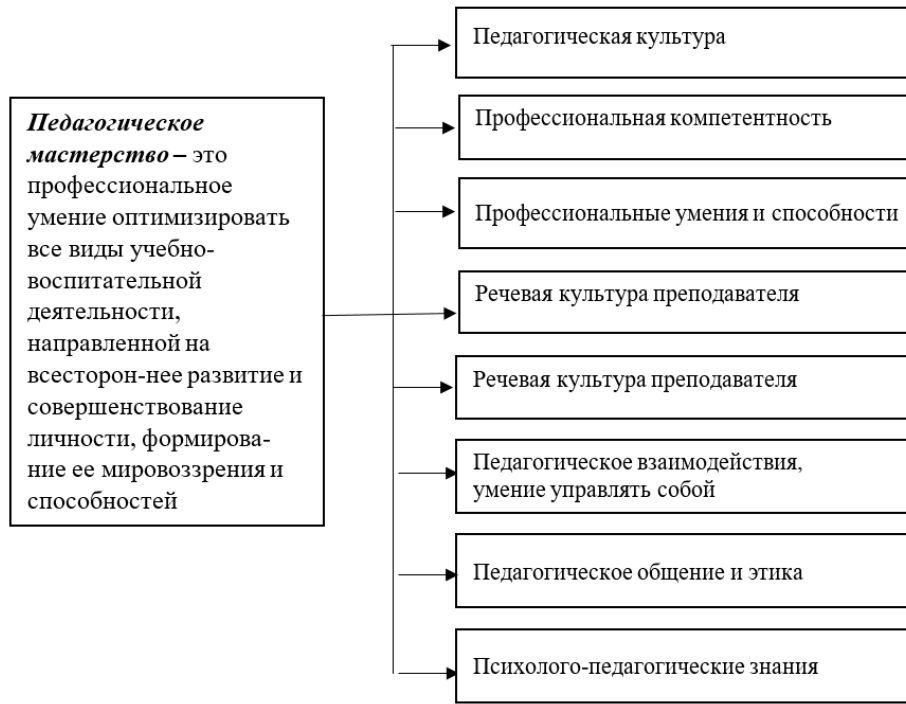 Педагогическое
мастерство – это
профессиональное
умение оптимизировать
все виды учебно-
воспитательной
деятельности,
направленной на
всесторон-нее развитие и
совершенствование
личности, формирова-
ние ее мировоззрения и
способностей
Педагогическая культура
Профессиональная компетентность
Профессиональные умения и способности
Речевая культура преподавателя
Речевая культура преподавателя
Педагогическое взаимодействия,
умение управлять собой
Педагогическое общение и этика
Психолого-педагогические знания